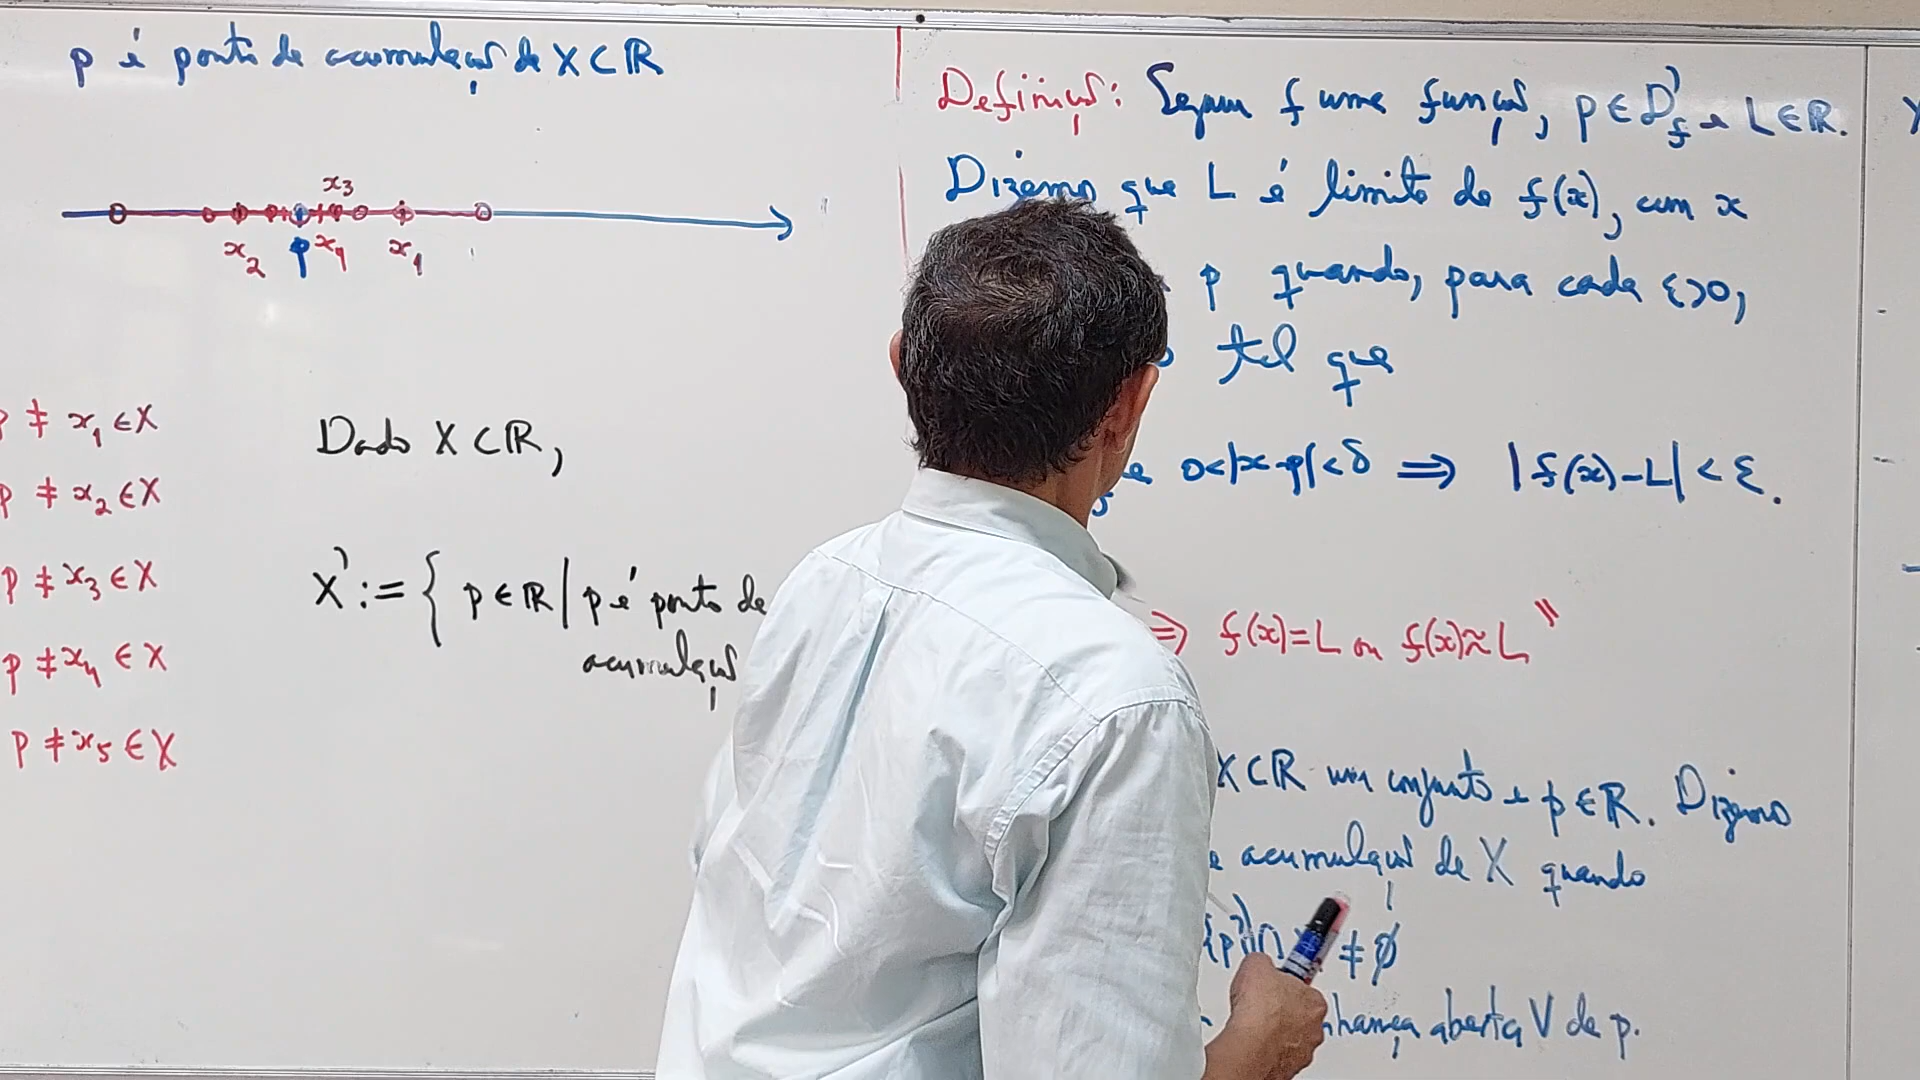 p é ponto de acumulação de X ⊂ ℝ
x₃
x₂ p x₄ x₁
p ≠ x₁ ∈ X
p ≠ x₂ ∈ X
p ≠ x₃ ∈ X
p ≠ x₄ ∈ X
p ≠ x₅ ∈ X
Dado X ⊂ ℝ,
X' := { p ∈ ℝ | p é ponto de
acumulação
Definição: Sejam f uma função, p ∈ D'_f e L ∈ ℝ.
Dizemos que L é limite de f(x), com x
p quando, para cada ε>0,
tal que
e 0<|x-p|<δ ⟹ |f(x)-L|<ε.
⟹ f(x)=L ou f(x)≈L"
X ⊂ ℝ um conjunto e p ∈ ℝ. Dizemos
acumulação de X quando
{p}) ∩ ≠ ∅
aberta V de p.